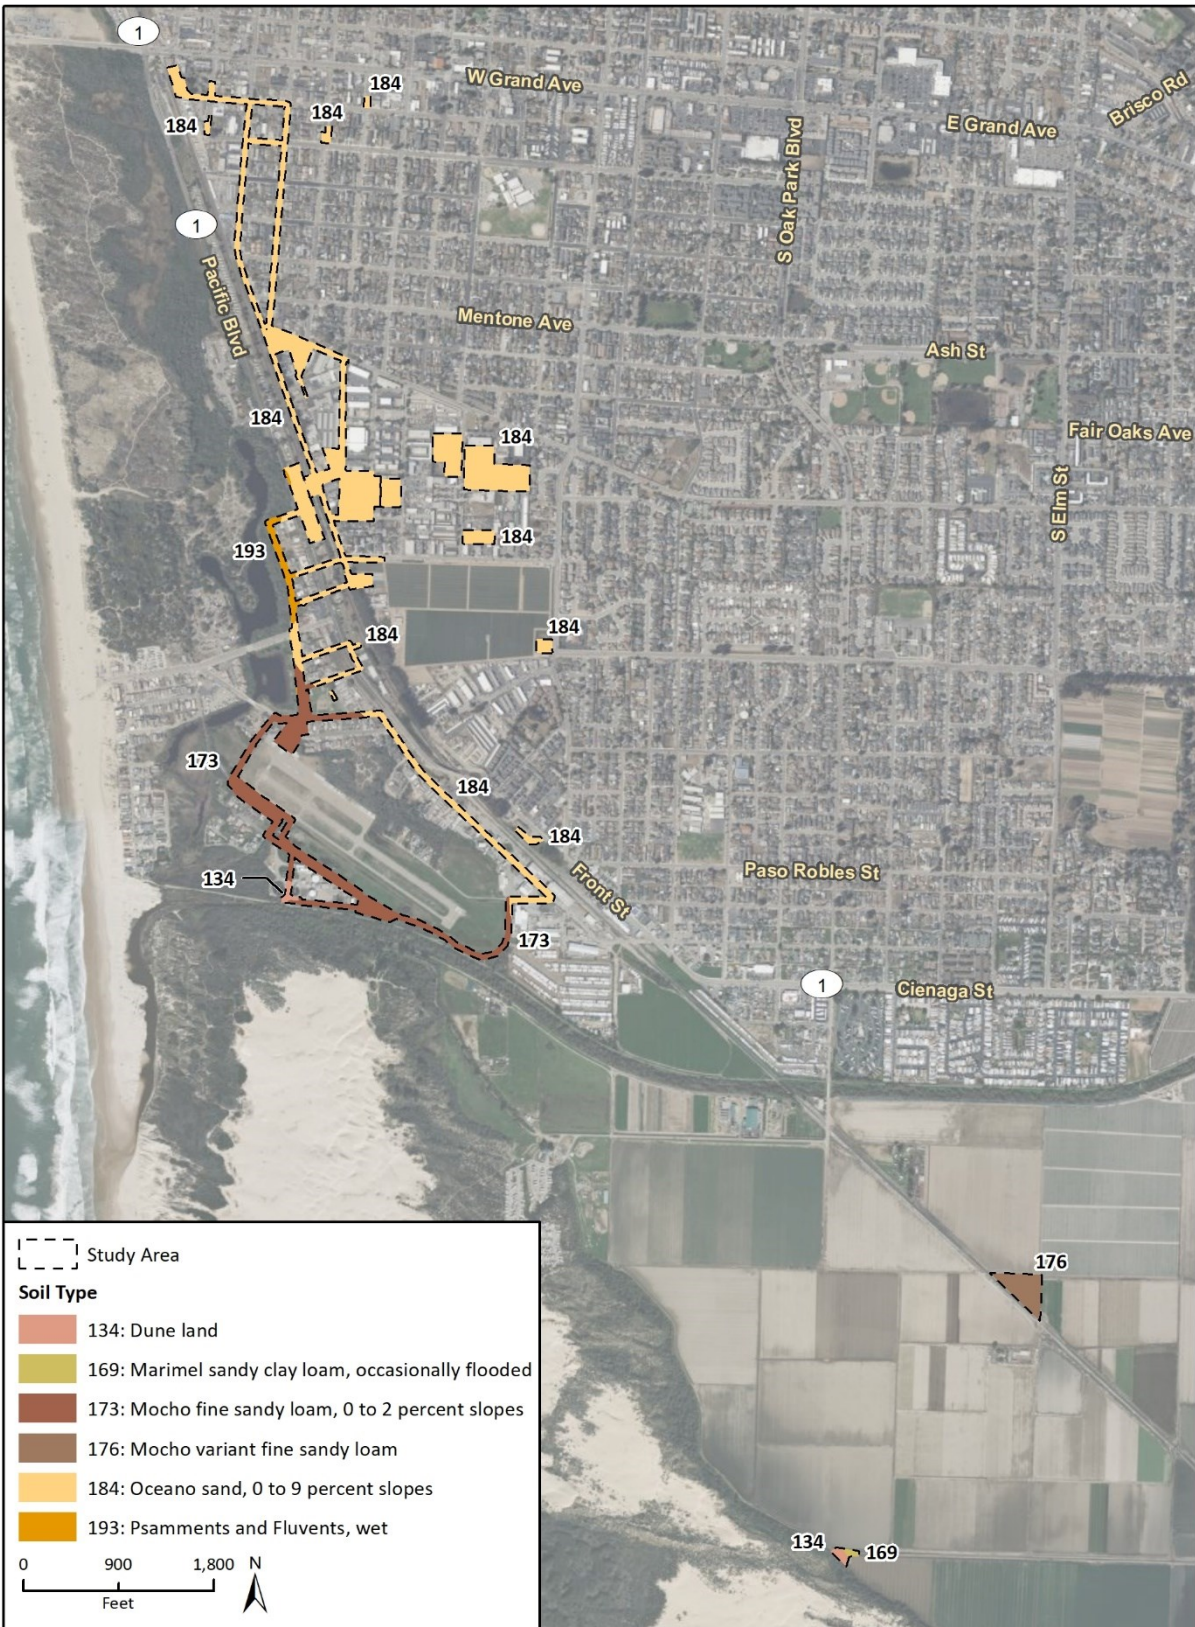 1
W Grand Ave
184
184
184
E Grand Ave
Brisco Rd
S Oak Park Blvd
1
Pacific Blvd
Mentone Ave
Ash St
184
184
Fair Oaks Ave
S Elm St
184
193
184
184
173
184
184
134
Front St
Paso Robles St
173
1
Cienaga St
176
134
169
Study Area
Soil Type
134: Dune land
169: Marimel sandy clay loam, occasionally flooded
173: Mocho fine sandy loam, 0 to 2 percent slopes
176: Mocho variant fine sandy loam
184: Oceano sand, 0 to 9 percent slopes
193: Psamments and Fluvents, wet
0 900 1,800 N
Feet